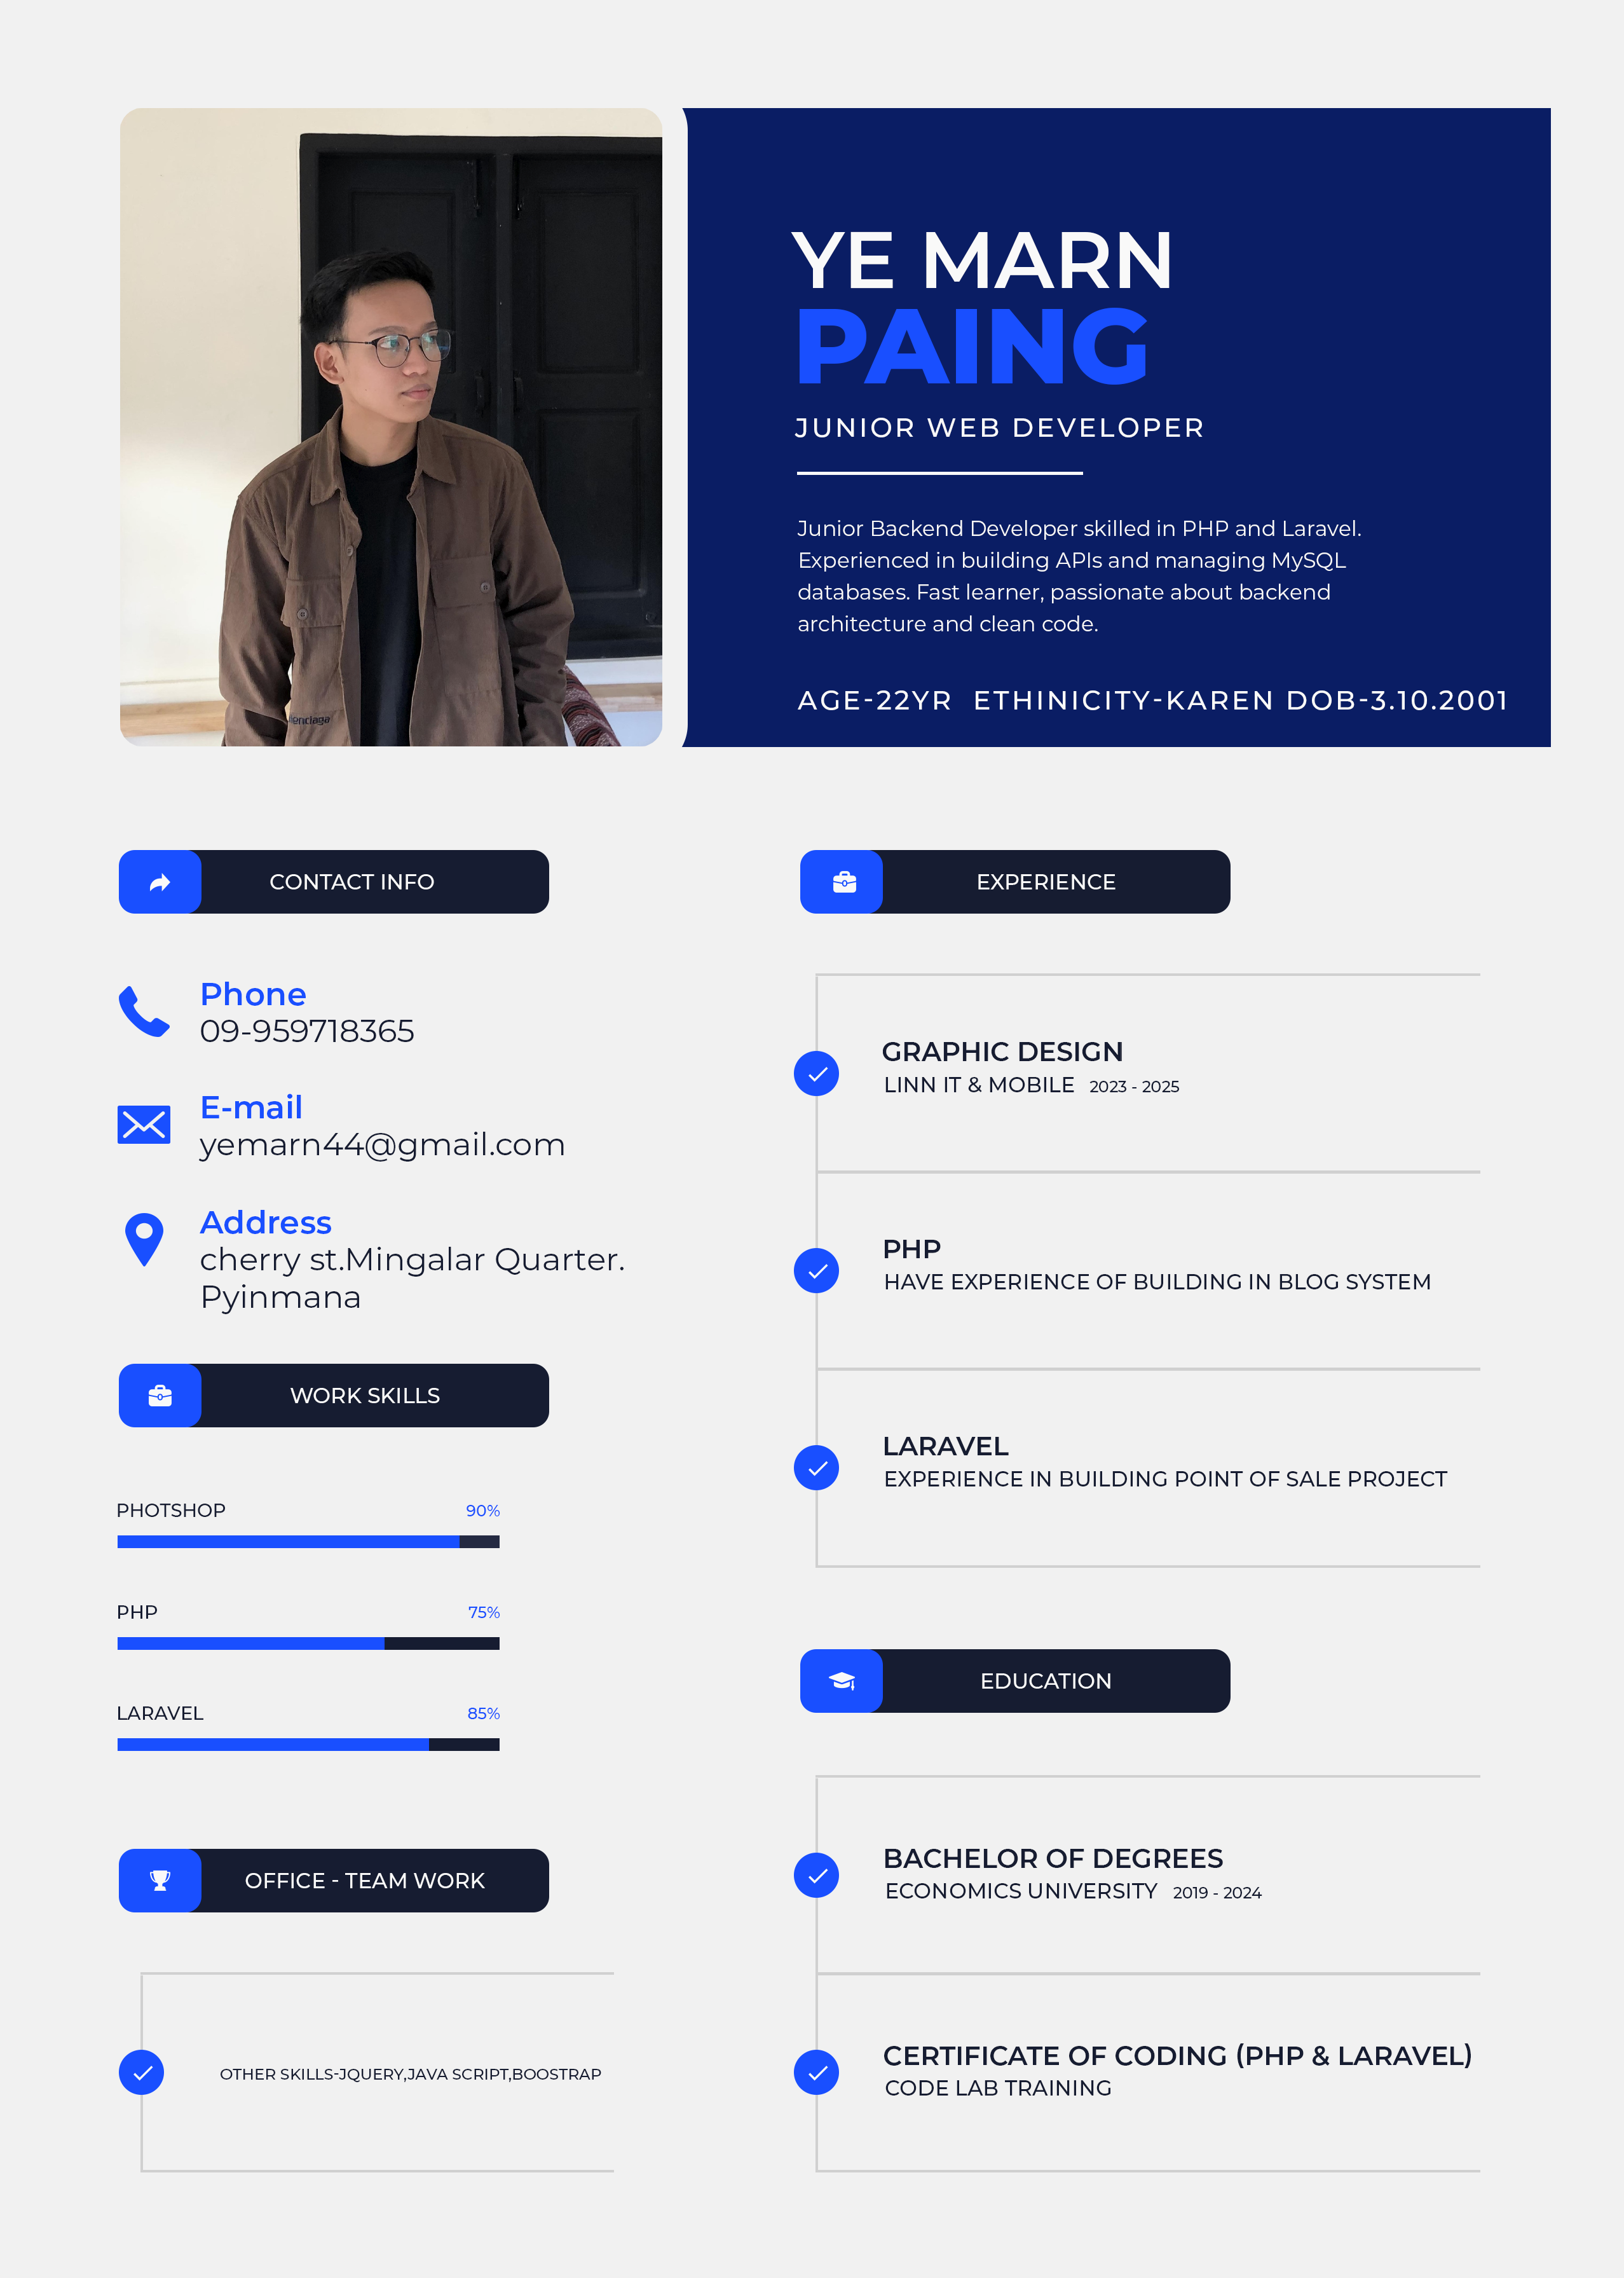 YE MARN
PAING
JUNIOR WEB DEVELOPER
Junior Backend Developer skilled in PHP and Laravel.
Experienced in building APIs and managing MySQL
databases. Fast learner, passionate about backend
architecture and clean code.
AGE-22YR ETHINICITY-KAREN DOB-3.10.2001
enciaga
CONTACT INFO
Phone
09-959718365
E-mail
yemarn44@gmail.com
Address
cherry st.Mingalar Quarter.
Pyinmana
WORK SKILLS
PHOTSHOP 90%
PHP 75%
LARAVEL 85%
OFFICE - TEAM WORK
OTHER SKILLS-JQUERY,JAVA SCRIPT,BOOSTRAP
EXPERIENCE
GRAPHIC DESIGN
LINN IT & MOBILE 2023 - 2025
PHP
HAVE EXPERIENCE OF BUILDING IN BLOG SYSTEM
LARAVEL
EXPERIENCE IN BUILDING POINT OF SALE PROJECT
EDUCATION
BACHELOR OF DEGREES
ECONOMICS UNIVERSITY 2019 - 2024
CERTIFICATE OF CODING (PHP & LARAVEL)
CODE LAB TRAINING